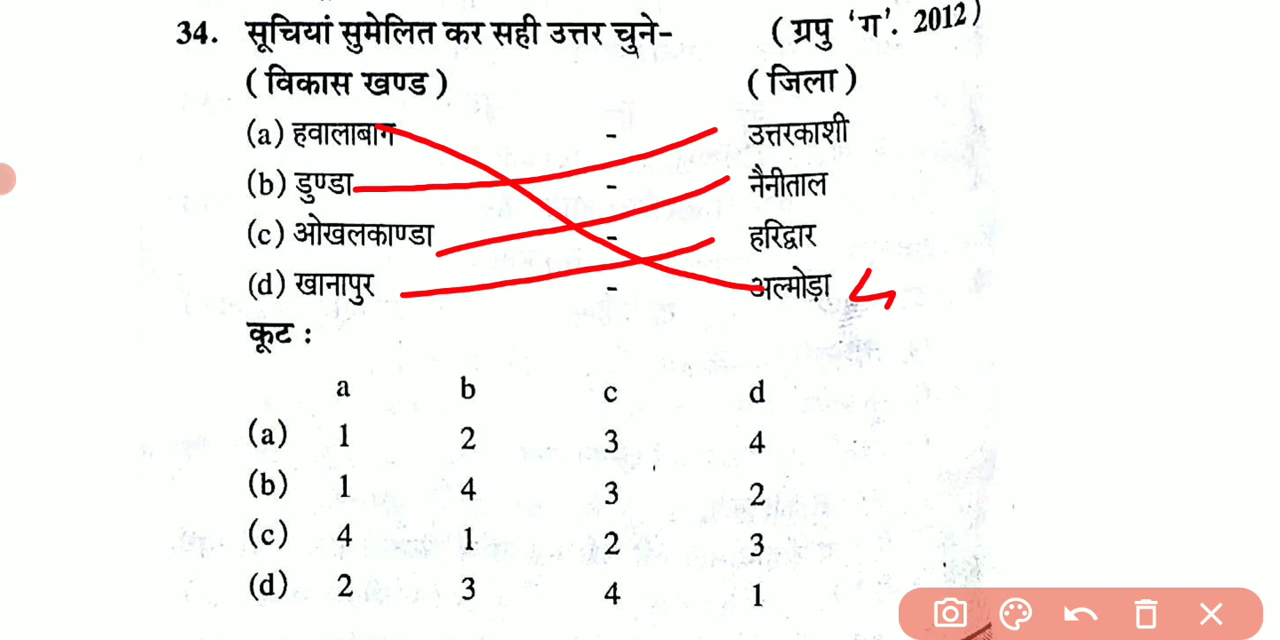 34. सूचियां सुमेलित कर सही उत्तर चुने- (ग्रपु 'ग'. 2012)
(विकास खण्ड) (जिला)
(a) हवालाबाग - उत्तरकाशी
(b) डुण्डा - नैनीताल
(c) ओखलकाण्डा - हरिद्वार
(d) खानापुर - अल्मोड़ा
कूट :
a b c d
(a) 1 2 3 4
(b) 1 4 3 2
(c) 4 1 2 3
(d) 2 3 4 1